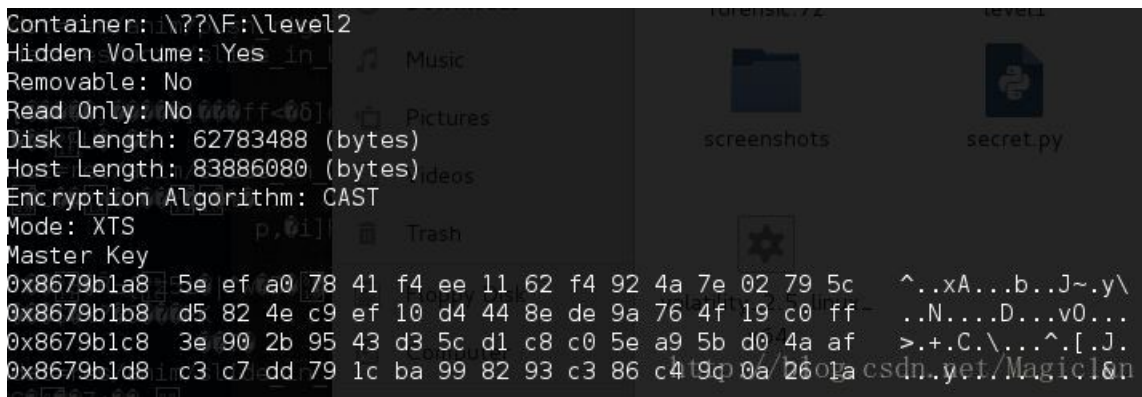 Container: \??\F:\level2
Hidden Volume: Yes
Removable: No
Read Only: No
Disk Length: 62783488 (bytes)
Host Length: 83886080 (bytes)
Encryption Algorithm: CAST
Mode: XTS
Master Key
0x8679b1a8 5e ef a0 78 41 f4 ee 11 62 f4 92 4a 7e 02 79 5c ^..xA...b..J~.y\
0x8679b1b8 d5 82 4e c9 ef 10 d4 44 8e de 9a 76 4f 19 c0 ff ..N....D...vO...
0x8679b1c8 3e 90 2b 95 43 d3 5c d1 c8 c0 5e a9 5b d0 4a af >.+.C.\...^.[.J.
0x8679b1d8 c3 c7 dd 79 1c ba 99 82 93 c3 86 c4 9c 0a 26 1a ...y..........&.
Music
Pictures
Videos
Trash
Floppy Disk
Computer
level1
screenshots
secret.py
http://blog.csdn.net/Magiclan